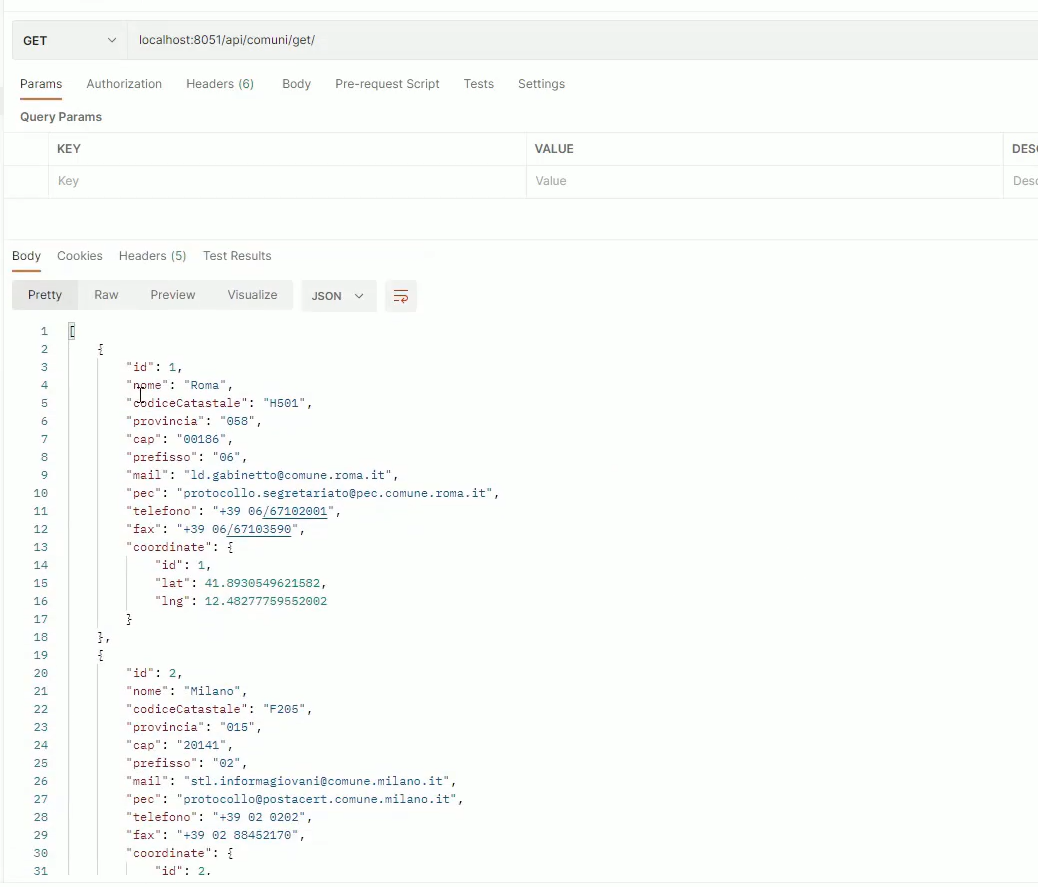 GET localhost:8051/api/comuni/get/
Params Authorization Headers (6) Body Pre-request Script Tests Settings
Query Params
KEY VALUE DESC
Key Value Desc
Body Cookies Headers (5) Test Results
Pretty Raw Preview Visualize JSON
1 [
2 {
3 "id": 1,
4 "nome": "Roma",
5 "codiceCatastale": "H501",
6 "provincia": "058",
7 "cap": "00186",
8 "prefisso": "06",
9 "mail": "ld.gabinetto@comune.roma.it",
10 "pec": "protocollo.segretariato@pec.comune.roma.it",
11 "telefono": "+39 06/67102001",
12 "fax": "+39 06/67103590",
13 "coordinate": {
14 "id": 1,
15 "lat": 41.8930549621582,
16 "lng": 12.48277759552002
17 }
18 },
19 {
20 "id": 2,
21 "nome": "Milano",
22 "codiceCatastale": "F205",
23 "provincia": "015",
24 "cap": "20141",
25 "prefisso": "02",
26 "mail": "stl.informagiovani@comune.milano.it",
27 "pec": "protocollo@postacert.comune.milano.it",
28 "telefono": "+39 02 0202",
29 "fax": "+39 02 88452170",
30 "coordinate": {
31 "id": 2,